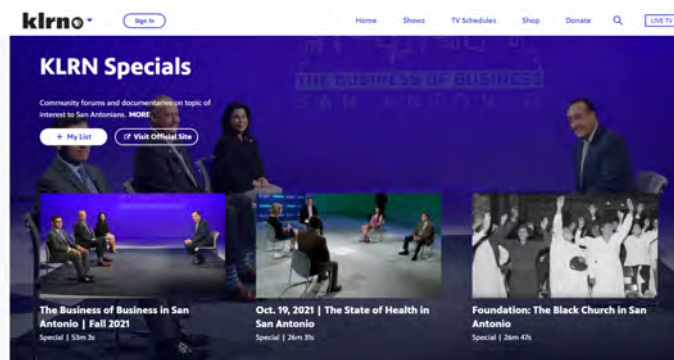 klrn
Sign In
Home
Shows
TV Schedules
Shop
Donate
LIVE TV
THE BUSINESS OF BUSINESS
SAN ANTONIO
KLRN Specials
Community forums and documentaries on topic of
interest to San Antonians. MORE
+ My List
Visit Official Site
The Business of Business in San
Antonio | Fall 2021
Special | 53m 3s
Oct. 19, 2021 | The State of Health in
San Antonio
Special | 26m 31s
Foundation: The Black Church in San
Antonio
Special | 26m 47s